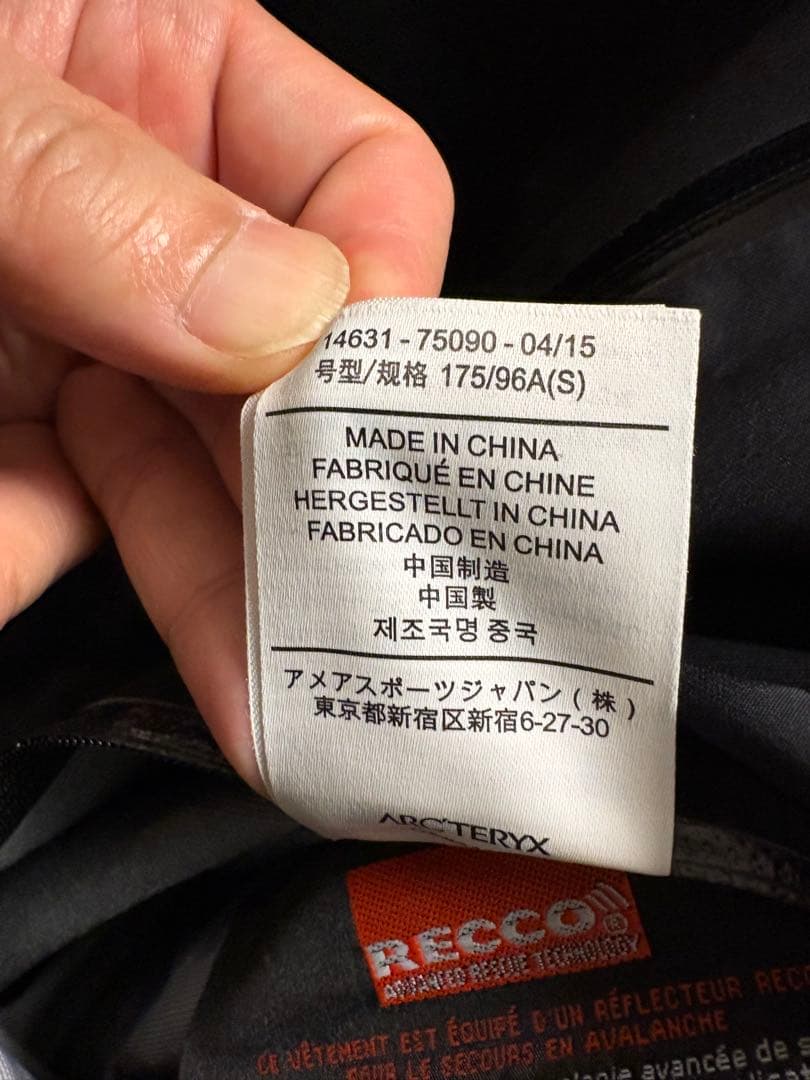 14631 - 75090 - 04/15
号型/规格 175/96A(S)
MADE IN CHINA
FABRIQUÉ EN CHINE
HERGESTELLT IN CHINA
FABRICADO EN CHINA
中国制造
中国製
제조국명 중국
アメアスポーツジャパン ( 株 )
東京都新宿区新宿6-27-30
ARC'TERYX
RECCO®
ADVANCED RESCUE TECHNOLOGY
CE VÊTEMENT EST ÉQUIPÉ D'UN RÉFLECTEUR
POUR LE SECOURS EN AVALANCHE
avancée de